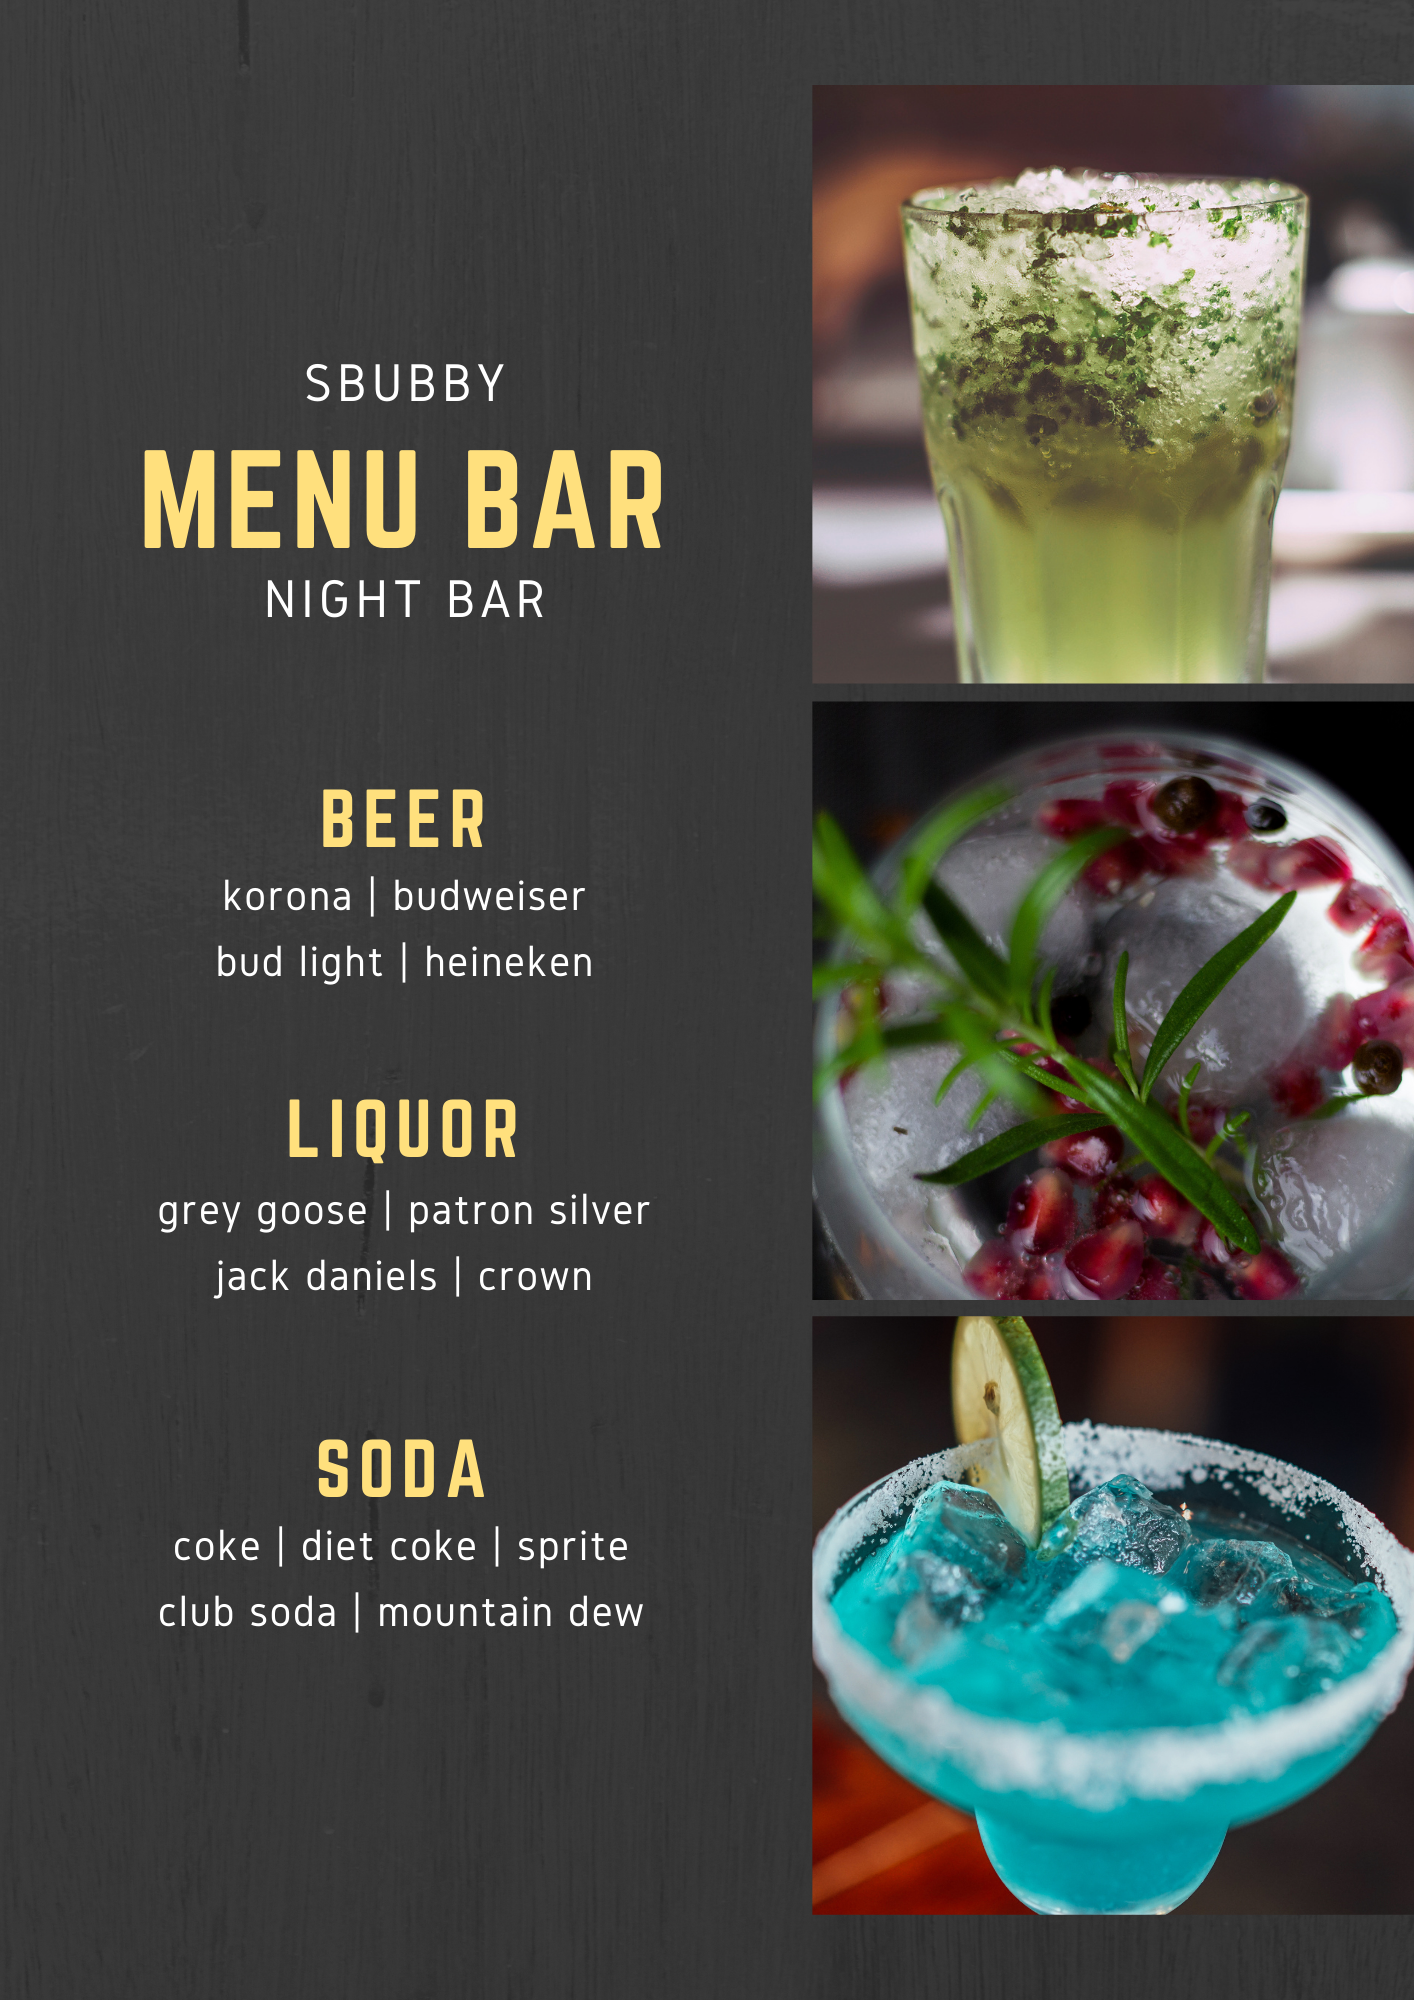 SBUBBY
MENU BAR
NIGHT BAR
BEER
korona | budweiser
bud light | heineken
LIQUOR
grey goose | patron silver
jack daniels | crown
SODA
coke | diet coke | sprite
club soda | mountain dew